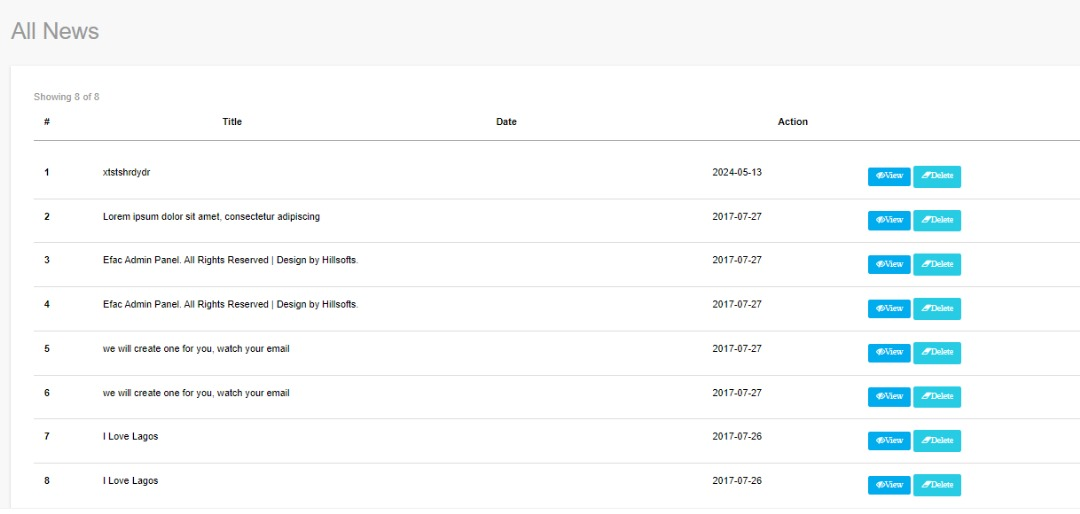 All News
Showing 8 of 8
# Title Date Action
1 xtstshrdydr 2024-05-13 View Delete
2 Lorem ipsum dolor sit amet, consectetur adipiscing 2017-07-27 View Delete
3 Efac Admin Panel. All Rights Reserved | Design by Hillsofts. 2017-07-27 View Delete
4 Efac Admin Panel. All Rights Reserved | Design by Hillsofts. 2017-07-27 View Delete
5 we will create one for you, watch your email 2017-07-27 View Delete
6 we will create one for you, watch your email 2017-07-27 View Delete
7 I Love Lagos 2017-07-26 View Delete
8 I Love Lagos 2017-07-26 View Delete